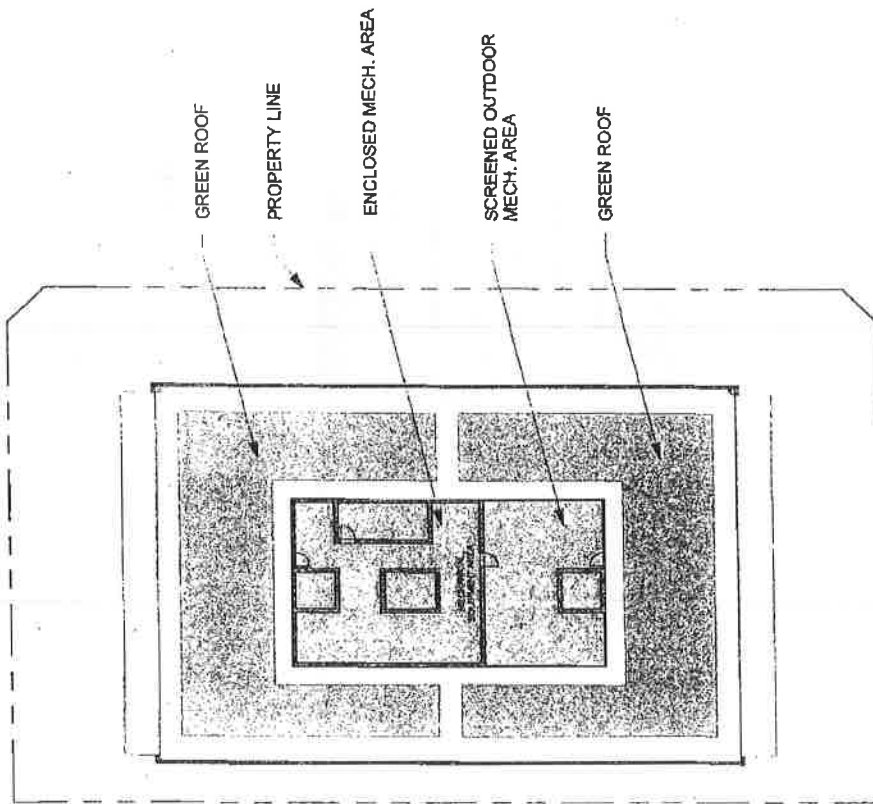 GREEN ROOF
PROPERTY LINE
ENCLOSED MECH. AREA
SCREENED OUTDOOR
MECH. AREA
GREEN ROOF